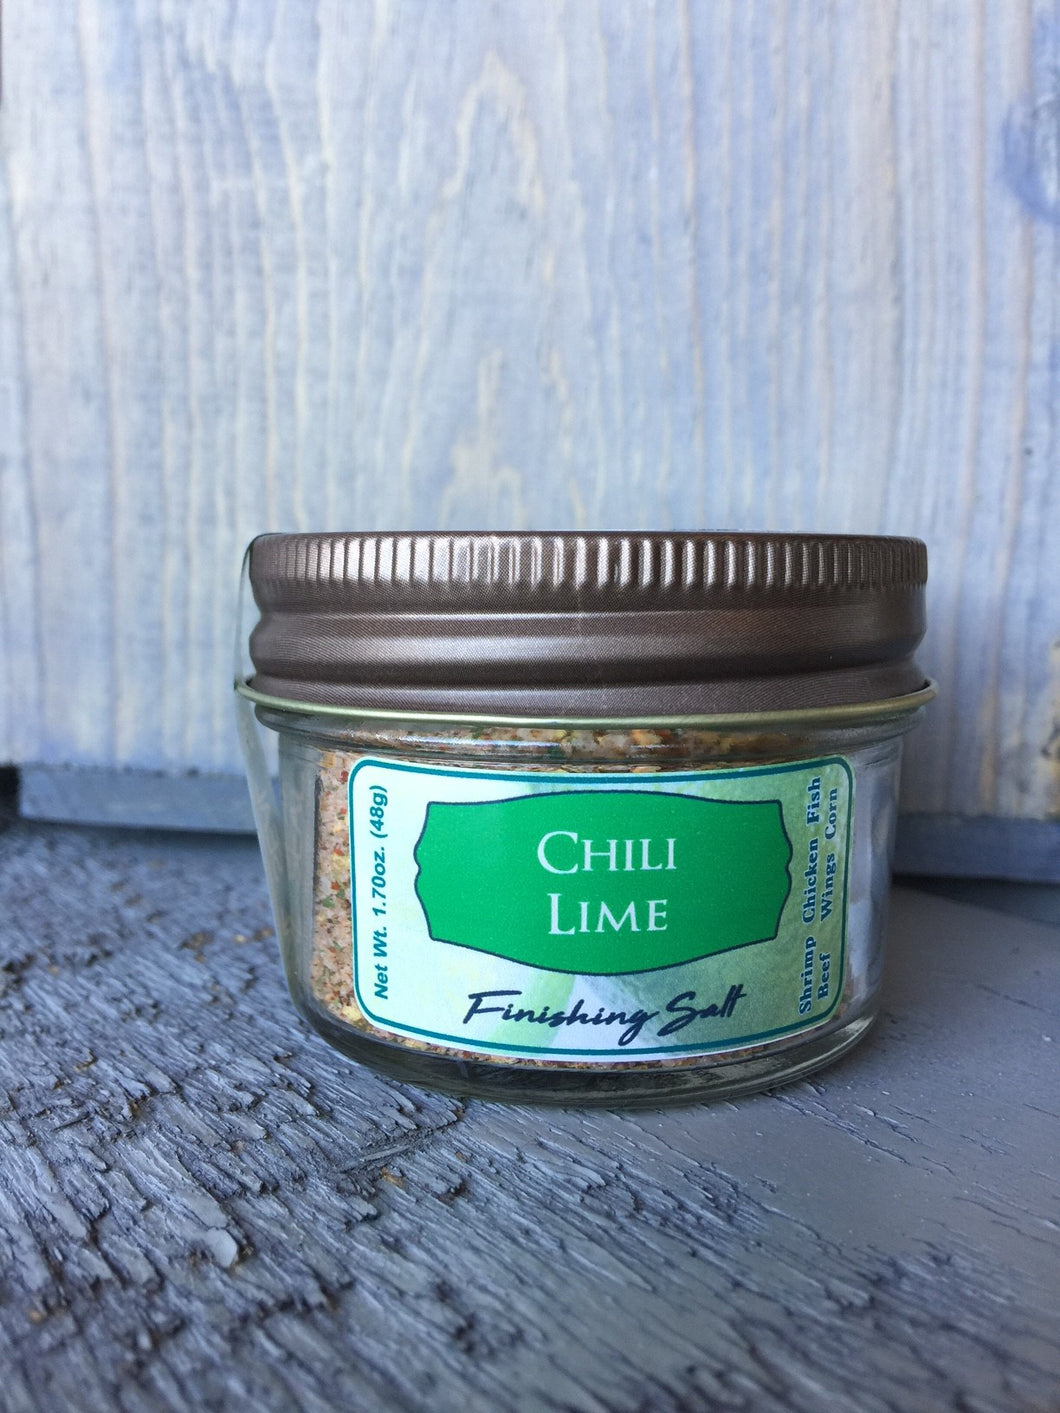 Net Wt. 1.70oz. (48g)
CHILI
LIME
Finishing Salt
Shrimp Chicken Fish
Beef Wings Corn